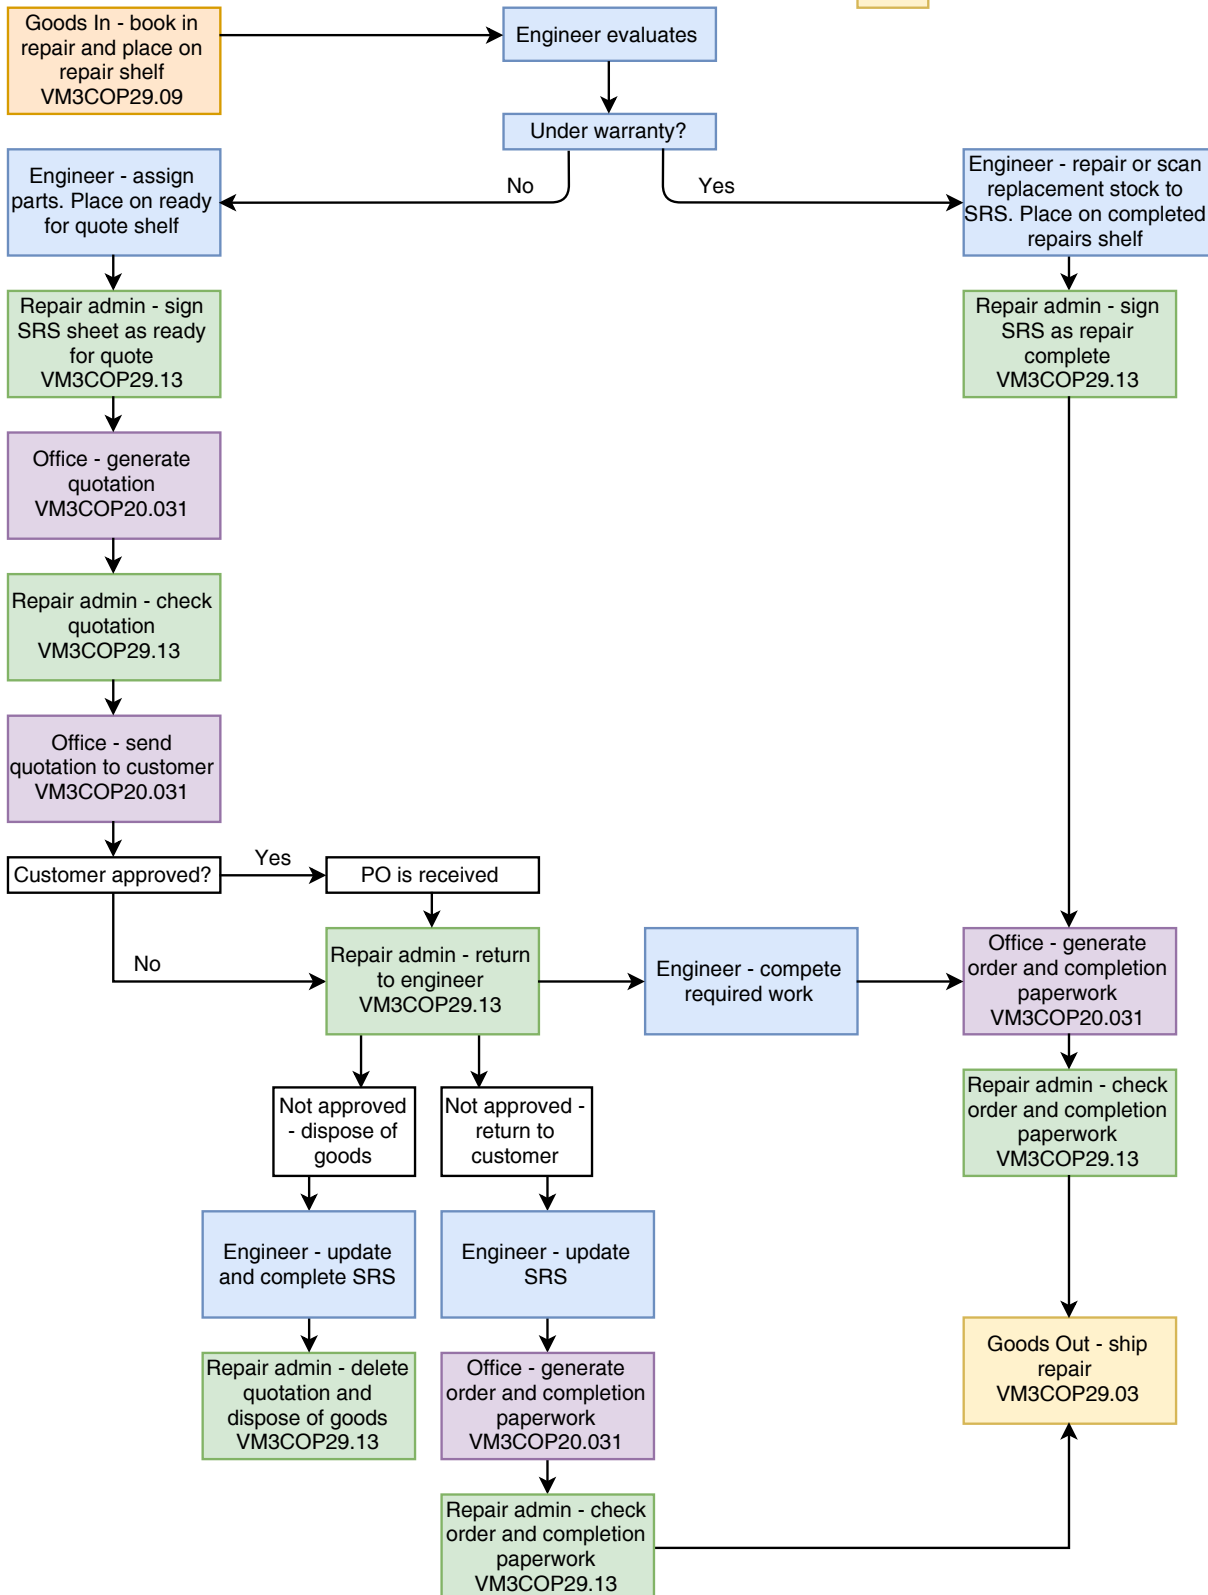 Goods In - book in
repair and place on
repair shelf
VM3COP29.09
Engineer evaluates
Under warranty?
No
Yes
Engineer - assign
parts. Place on ready
for quote shelf
Engineer - repair or scan
replacement stock to
SRS. Place on completed
repairs shelf
Repair admin - sign
SRS sheet as ready
for quote
VM3COP29.13
Repair admin - sign
SRS as repair
complete
VM3COP29.13
Office - generate
quotation
VM3COP20.031
Repair admin - check
quotation
VM3COP29.13
Office - send
quotation to customer
VM3COP20.031
Customer approved?
Yes
PO is received
No
Repair admin - return
to engineer
VM3COP29.13
Engineer - compete
required work
Office - generate
order and completion
paperwork
VM3COP20.031
Not approved
- dispose of
goods
Not approved -
return to
customer
Repair admin - check
order and completion
paperwork
VM3COP29.13
Engineer - update
and complete SRS
Engineer - update
SRS
Repair admin - delete
quotation and
dispose of goods
VM3COP29.13
Office - generate
order and completion
paperwork
VM3COP20.031
Goods Out - ship
repair
VM3COP29.03
Repair admin - check
order and completion
paperwork
VM3COP29.13